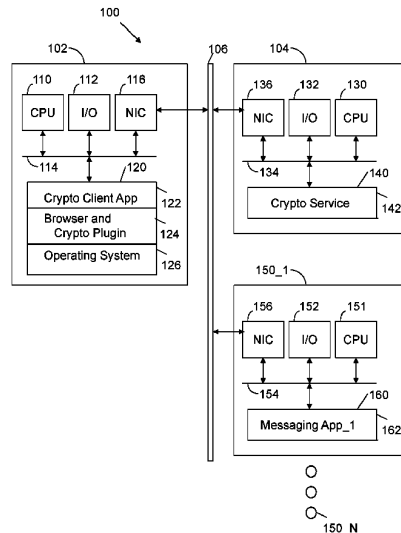 100
102
106
104
110
112
116
136
132
130
CPU
I/O
NIC
NIC
I/O
CPU
114
120
134
140
Crypto Client App
122
Crypto Service
142
Browser and
Crypto Plugin
124
Operating System
126
150_1
156
152
151
NIC
I/O
CPU
154
160
Messaging App_1
162
150 N